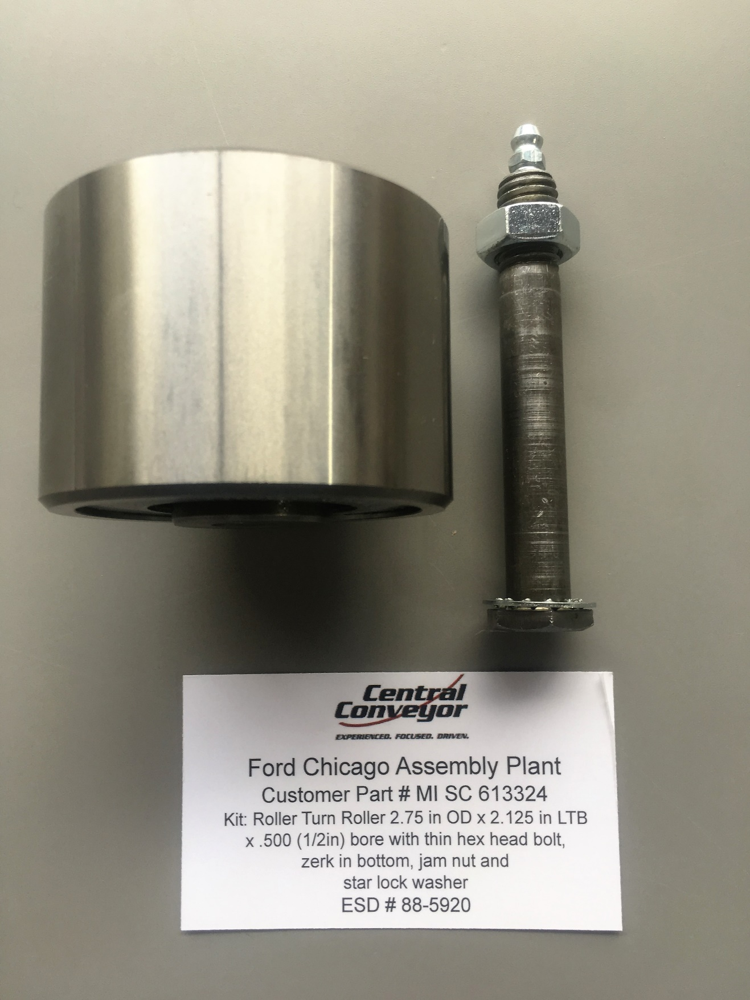 Central
Conveyor
EXPERIENCED. FOCUSED. DRIVEN.
Ford Chicago Assembly Plant
Customer Part # MI SC 613324
Kit: Roller Turn Roller 2.75 in OD x 2.125 in LTB
x .500 (1/2in) bore with thin hex head bolt,
zerk in bottom, jam nut and
star lock washer
ESD # 88-5920